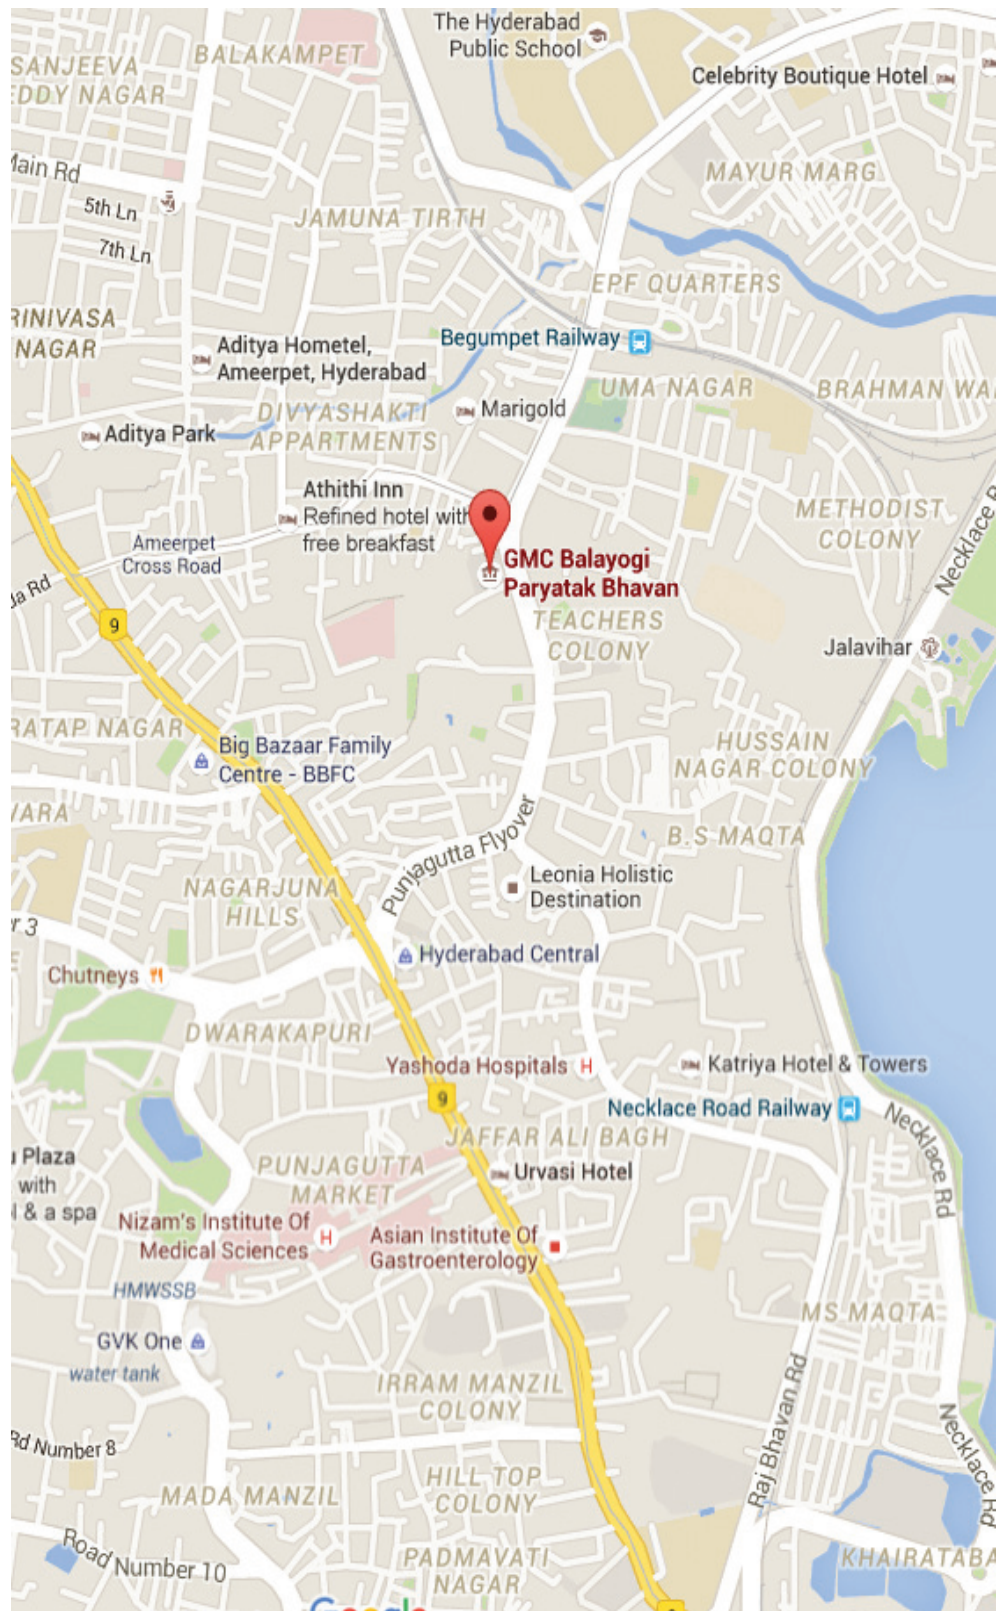 The Hyderabad
Public School
BALAKAMPET
SANJEEVA
EDDY NAGAR
Celebrity Boutique Hotel
Main Rd
MAYUR MARG
5th Ln
JAMUNA TIRTH
7th Ln
EPF QUARTERS
RINIVASA
NAGAR
Begumpet Railway
Aditya Hometel,
Ameerpet, Hyderabad
UMA NAGAR
BRAHMAN WA
DIVYASHAKTI
APPARTMENTS
Marigold
Aditya Park
Athithi Inn
Refined hotel with
free breakfast
METHODIST
COLONY
Necklace R
Ameerpet
Cross Road
GMC Balayogi
Paryatak Bhavan
da Rd
9
TEACHERS
COLONY
Jalavihar
RATAP NAGAR
Big Bazaar Family
Centre - BBFC
HUSSAIN
NAGAR COLONY
VARA
B.S MAQTA
Punjagutta Flyover
NAGARJUNA
HILLS
Leonia Holistic
Destination
r 3
Hyderabad Central
Chutneys
DWARAKAPURI
Yashoda Hospitals
H
Katriya Hotel & Towers
9
Necklace Road Railway
Necklace Rd
JAFFAR ALI BAGH
u Plaza
with
l & a spa
PUNJAGUTTA
MARKET
Urvasi Hotel
Nizam's Institute Of
Medical Sciences
H
Asian Institute Of
Gastroenterology
HMWSSB
MS MAQTA
GVK One
water tank
IRRAM MANZIL
COLONY
Raj Bhavan Rd
Necklace Rd
Rd Number 8
HILL TOP
COLONY
MADA MANZIL
Road Number 10
PADMAVATI
NAGAR
KHAIRATABA
Google